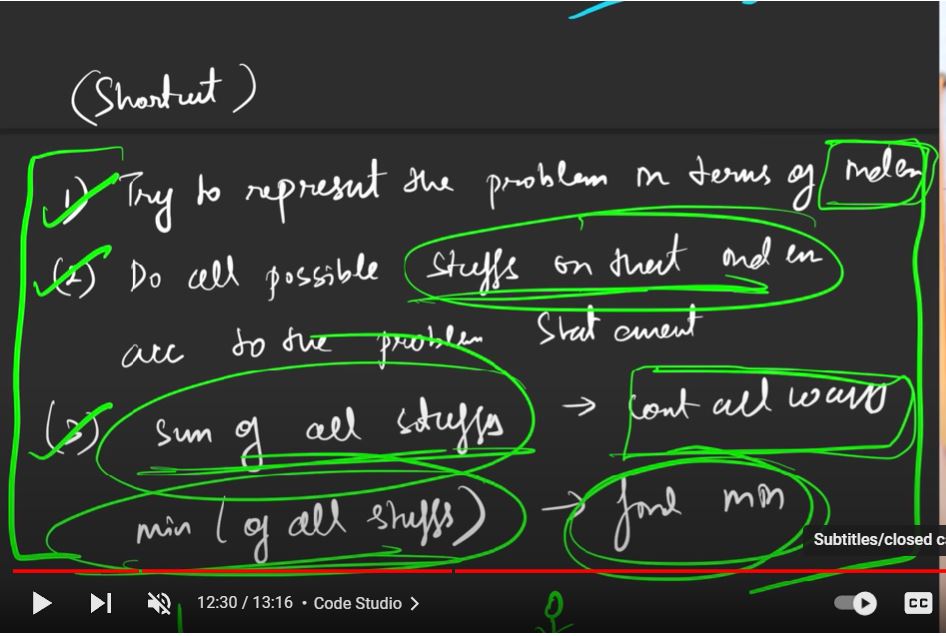 (Shortcut)
1) Try to represent the problem in terms of index
(2) Do all possible stuffs on that index
acc to the problem Statement
(3) sum of all stuffs → Count all ways
min (of all stuffs) → find min
Subtitles/closed c
12:30 / 13:16 • Code Studio >
CC